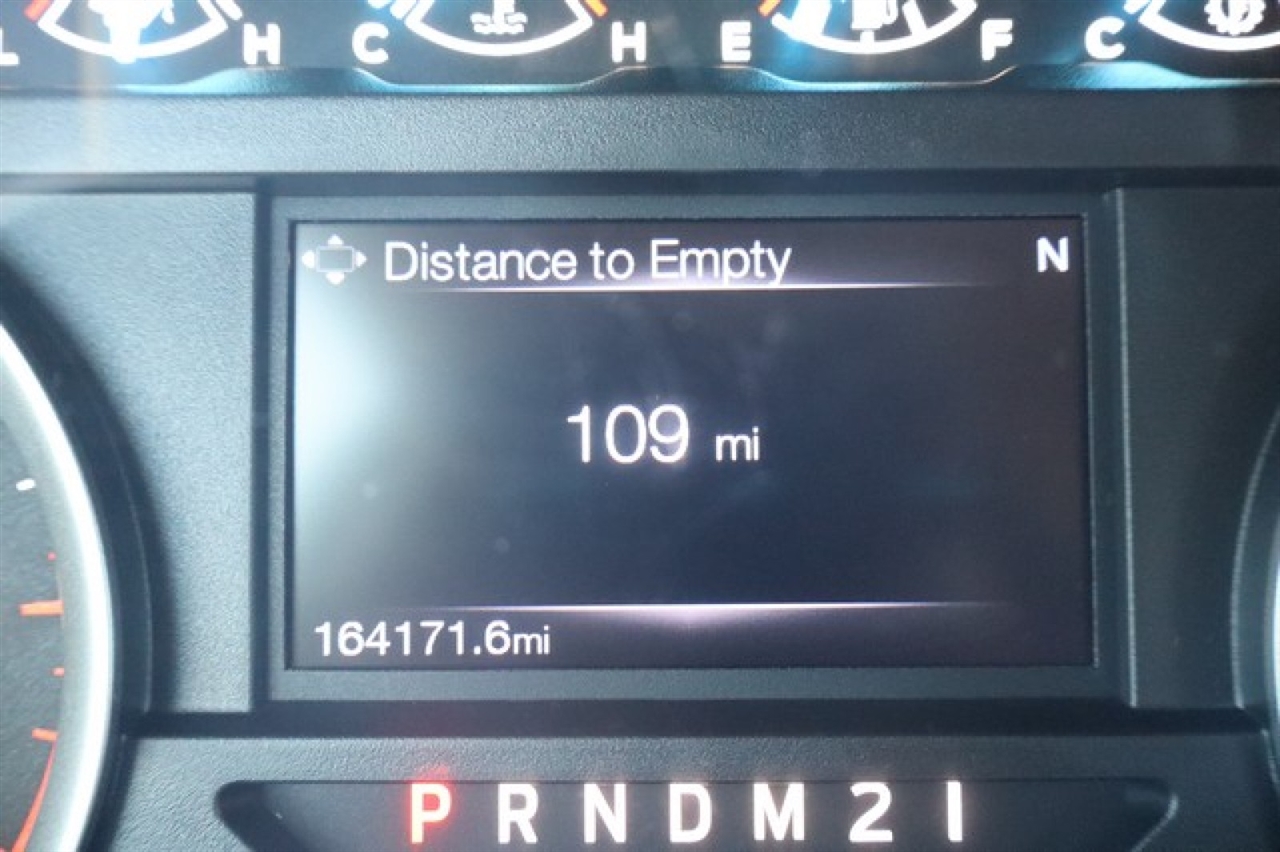 L H C H E F C
Distance to Empty N
109 mi
164171.6mi
P R N D M 2 1